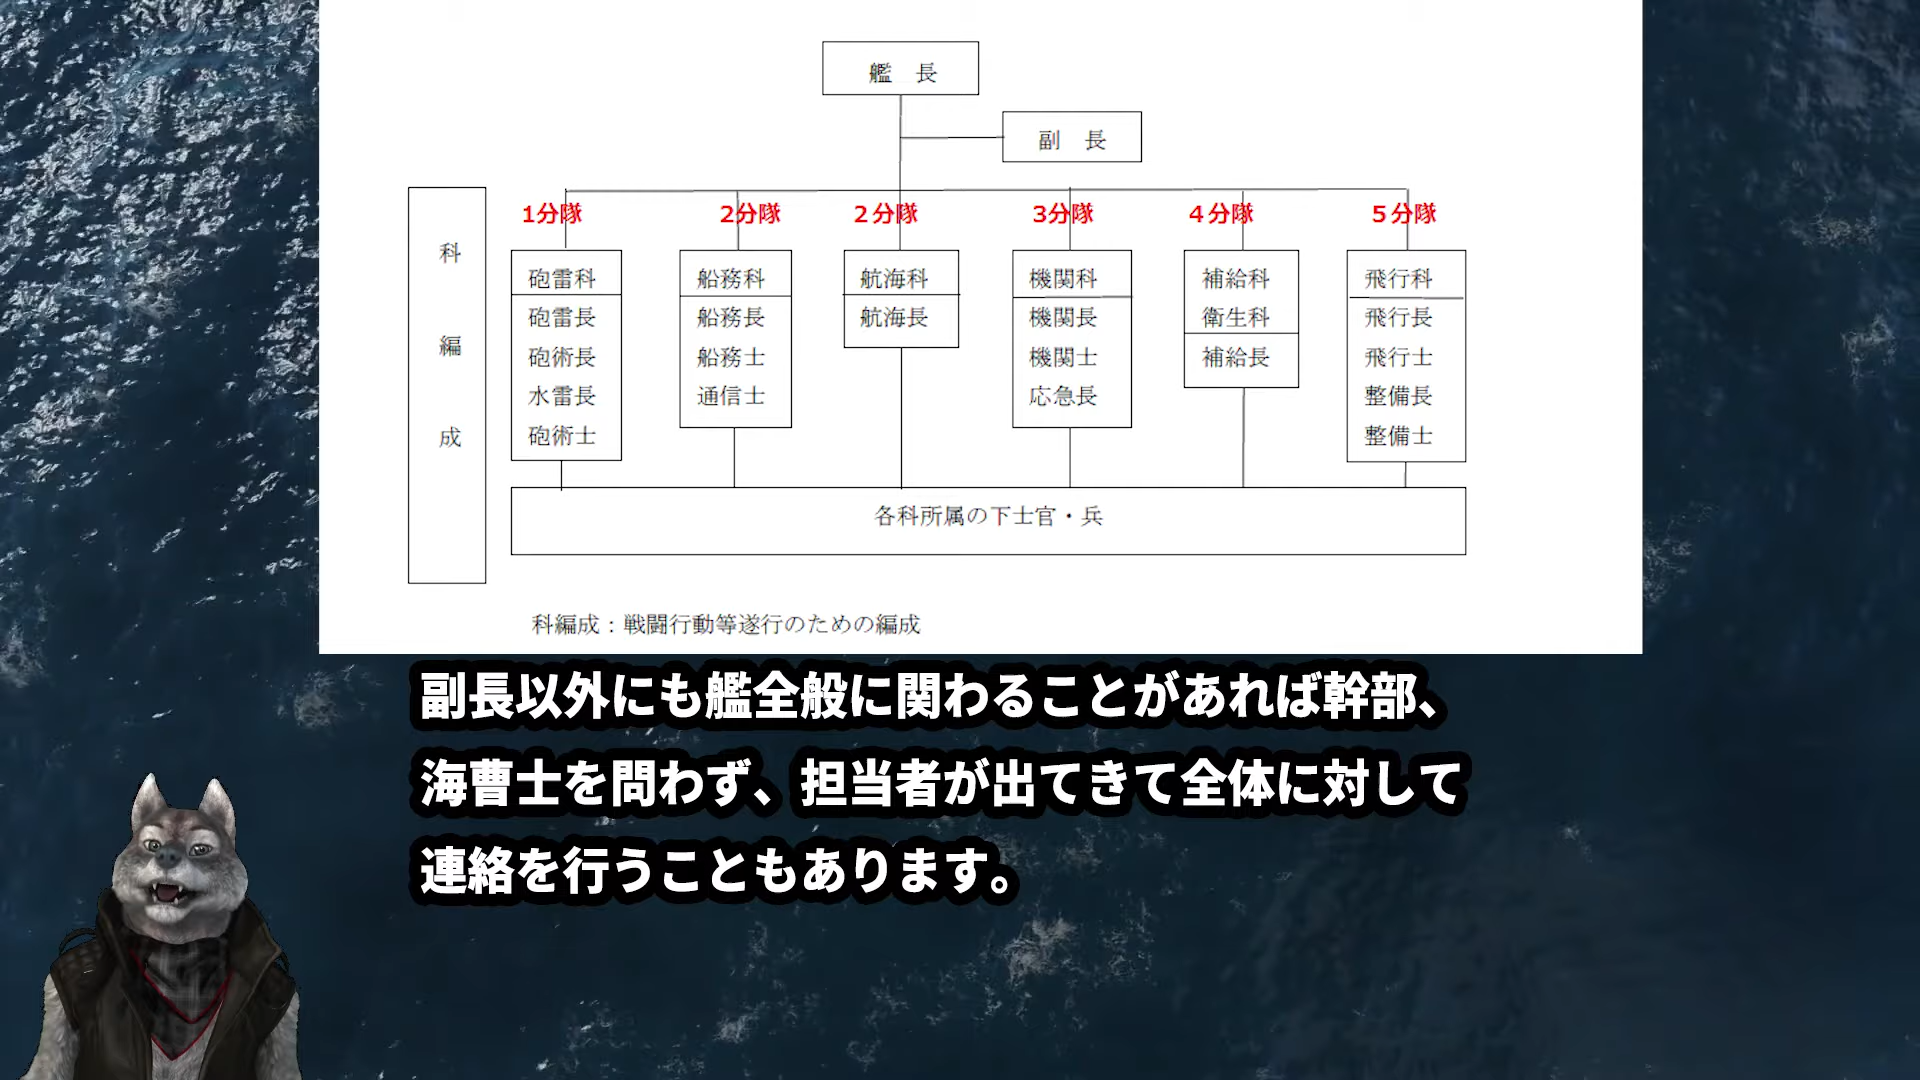 艦 長
副 長
科
編
成
1分隊
2分隊
2分隊
3分隊
4分隊
5分隊
砲雷科
砲雷長
砲術長
水雷長
砲術士
船務科
船務長
船務士
通信士
航海科
航海長
機関科
機関長
機関士
応急長
補給科
衛生科
補給長
飛行科
飛行長
飛行士
整備長
整備士
各科所属の下士官・兵
科編成:戦闘行動等遂行のための編成
副長以外にも艦全般に関わることがあれば幹部、
海曹士を問わず、担当者が出てきて全体に対して
連絡を行うこともあります。